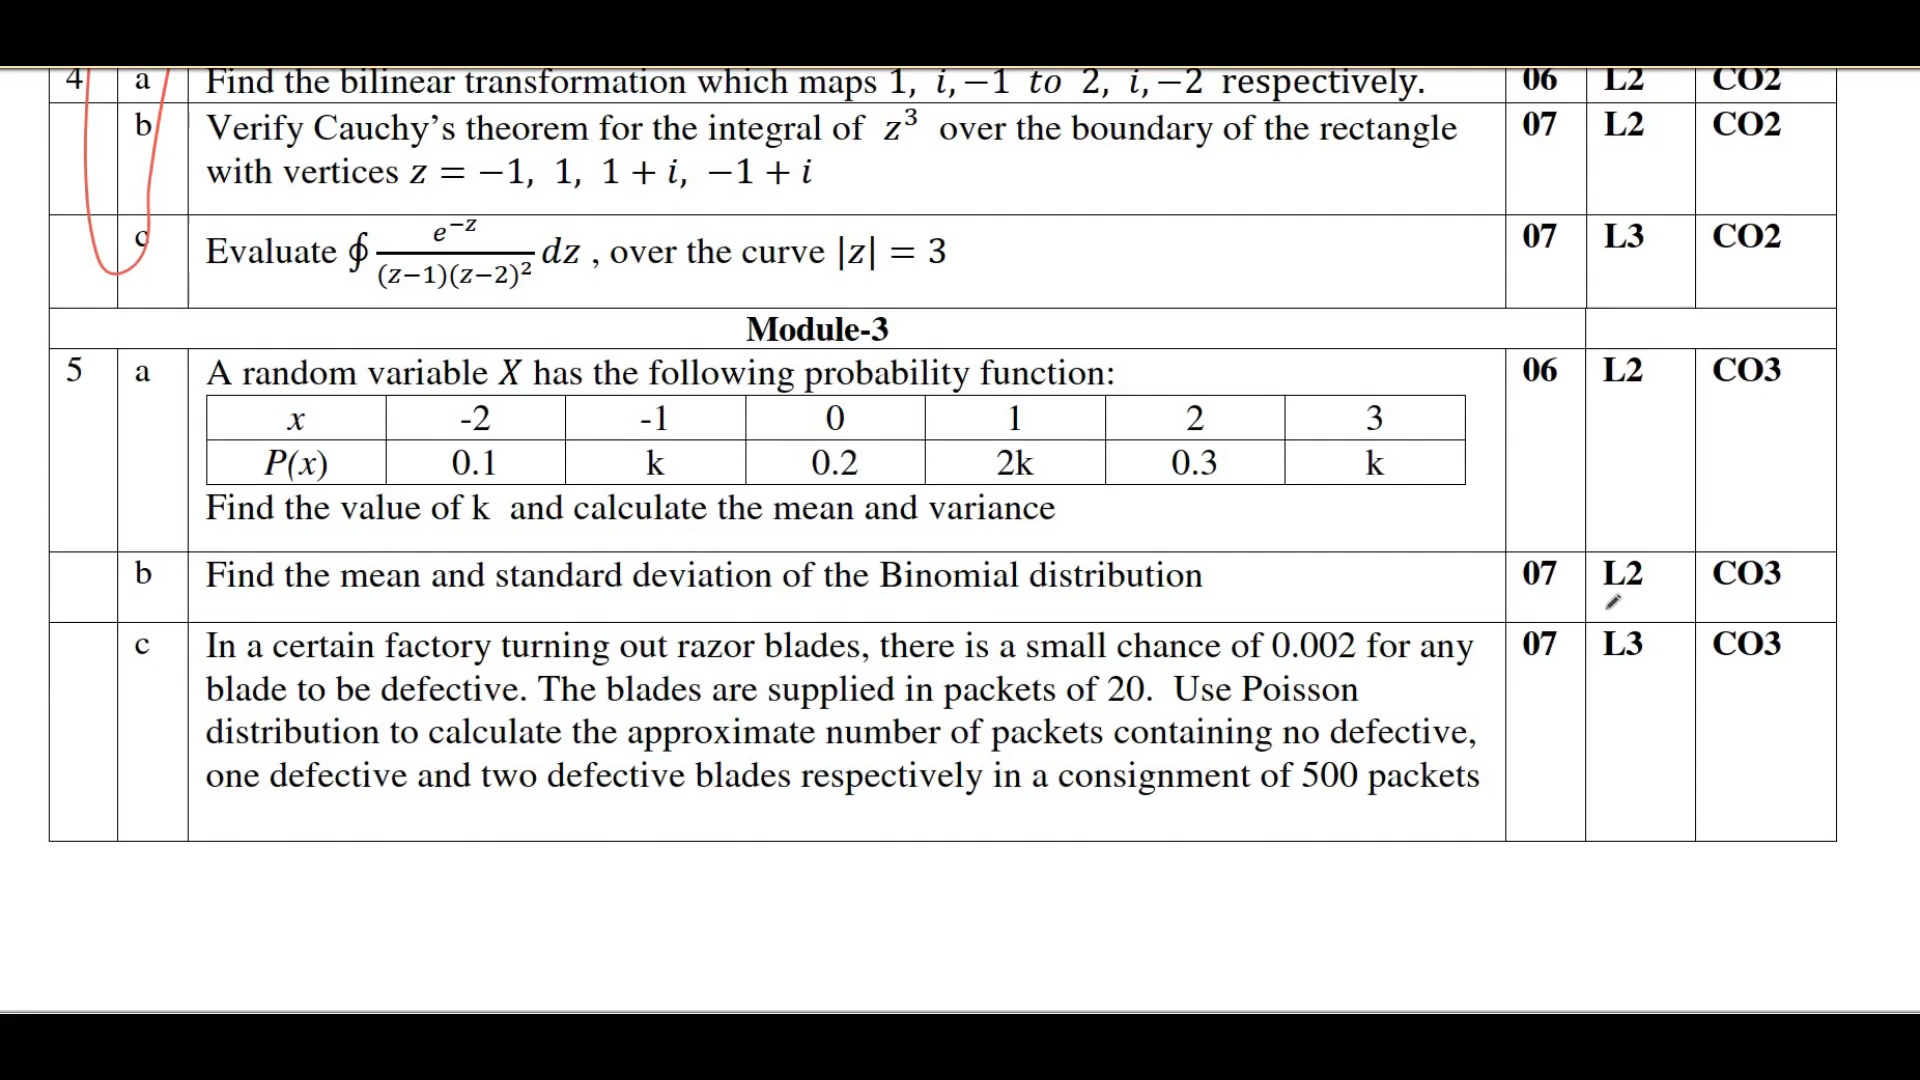 4 a Find the bilinear transformation which maps 1, i, −1 to 2, i, −2 respectively. 06 L2 CO2
b Verify Cauchy’s theorem for the integral of z³ over the boundary of the rectangle 07 L2 CO2
with vertices z = −1, 1, 1 + i, −1 + i
c Evaluate ∮ e^−z / (z−1)(z−2)² dz , over the curve |z| = 3 07 L3 CO2
Module-3
5 a A random variable X has the following probability function: 06 L2 CO3
x -2 -1 0 1 2 3
P(x) 0.1 k 0.2 2k 0.3 k
Find the value of k and calculate the mean and variance
b Find the mean and standard deviation of the Binomial distribution 07 L2 CO3
c In a certain factory turning out razor blades, there is a small chance of 0.002 for any 07 L3 CO3
blade to be defective. The blades are supplied in packets of 20. Use Poisson
distribution to calculate the approximate number of packets containing no defective,
one defective and two defective blades respectively in a consignment of 500 packets